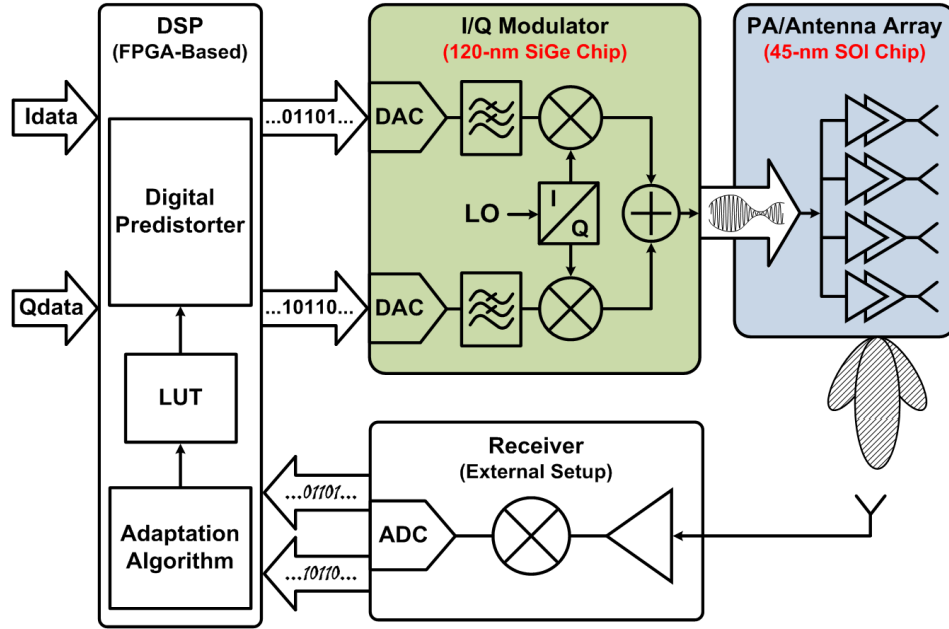 DSP
(FPGA-Based)
I/Q Modulator
(120-nm SiGe Chip)
PA/Antenna Array
(45-nm SOI Chip)
Idata
...01101...
DAC
Digital
Predistorter
LO
I
Q
Qdata
...10110...
DAC
LUT
Receiver
(External Setup)
...01101...
ADC
Adaptation
Algorithm
...10110...